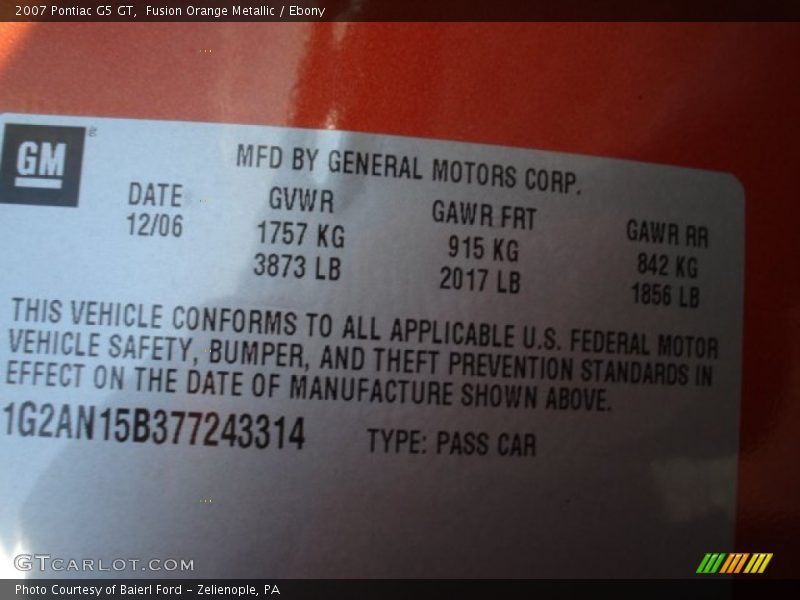 2007 Pontiac G5 GT, Fusion Orange Metallic / Ebony
GM
®
MFD BY GENERAL MOTORS CORP.
DATE GVWR GAWR FRT GAWR RR
12/06 1757 KG 915 KG 842 KG
3873 LB 2017 LB 1856 LB
THIS VEHICLE CONFORMS TO ALL APPLICABLE U.S. FEDERAL MOTOR
VEHICLE SAFETY, BUMPER, AND THEFT PREVENTION STANDARDS IN
EFFECT ON THE DATE OF MANUFACTURE SHOWN ABOVE.
1G2AN15B377243314 TYPE: PASS CAR
GTCARLOT.COM
Photo Courtesy of Baierl Ford - Zelienople, PA